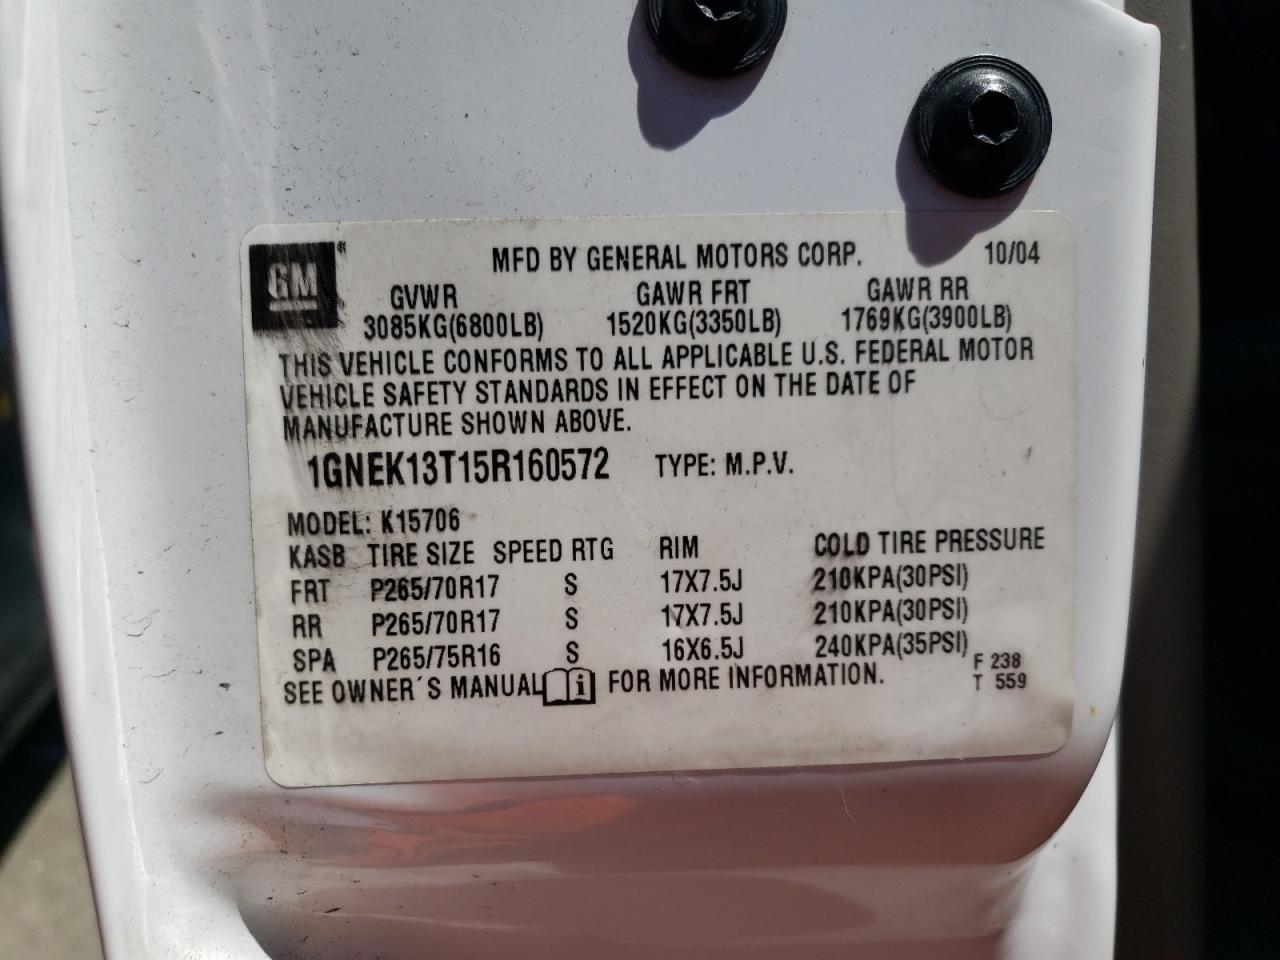 GM ® MFD BY GENERAL MOTORS CORP. 10/04
GVWR GAWR FRT GAWR RR
3085KG(6800LB) 1520KG(3350LB) 1769KG(3900LB)
THIS VEHICLE CONFORMS TO ALL APPLICABLE U.S. FEDERAL MOTOR
VEHICLE SAFETY STANDARDS IN EFFECT ON THE DATE OF
MANUFACTURE SHOWN ABOVE.
1GNEK13T15R160572 TYPE: M.P.V.
MODEL: K15706
KASB TIRE SIZE SPEED RTG RIM COLD TIRE PRESSURE
FRT P265/70R17 S 17X7.5J 210KPA(30PSI)
RR P265/70R17 S 17X7.5J 210KPA(30PSI)
SPA P265/75R16 S 16X6.5J 240KPA(35PSI)
SEE OWNER´S MANUAL i FOR MORE INFORMATION.
F 238
T 559